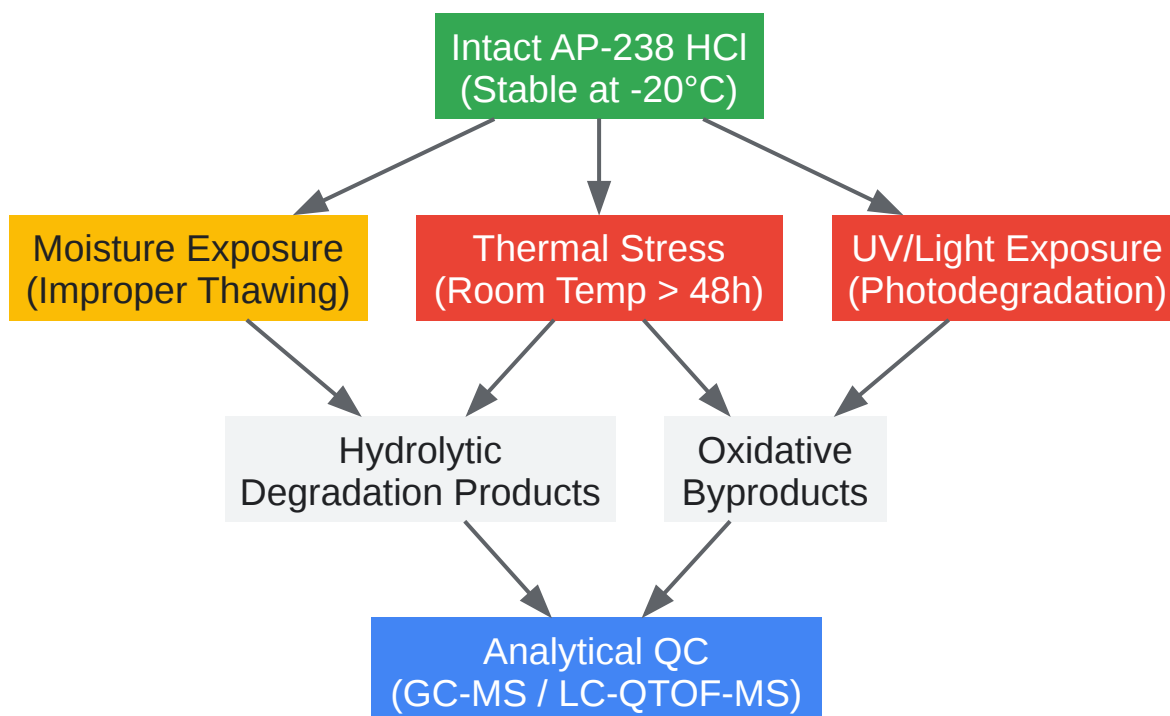 Intact AP-238 HCl
(Stable at -20°C)
Moisture Exposure
(Improper Thawing)
Thermal Stress
(Room Temp > 48h)
UV/Light Exposure
(Photodegradation)
Hydrolytic
Degradation Products
Oxidative
Byproducts
Analytical QC
(GC-MS / LC-QTOF-MS)